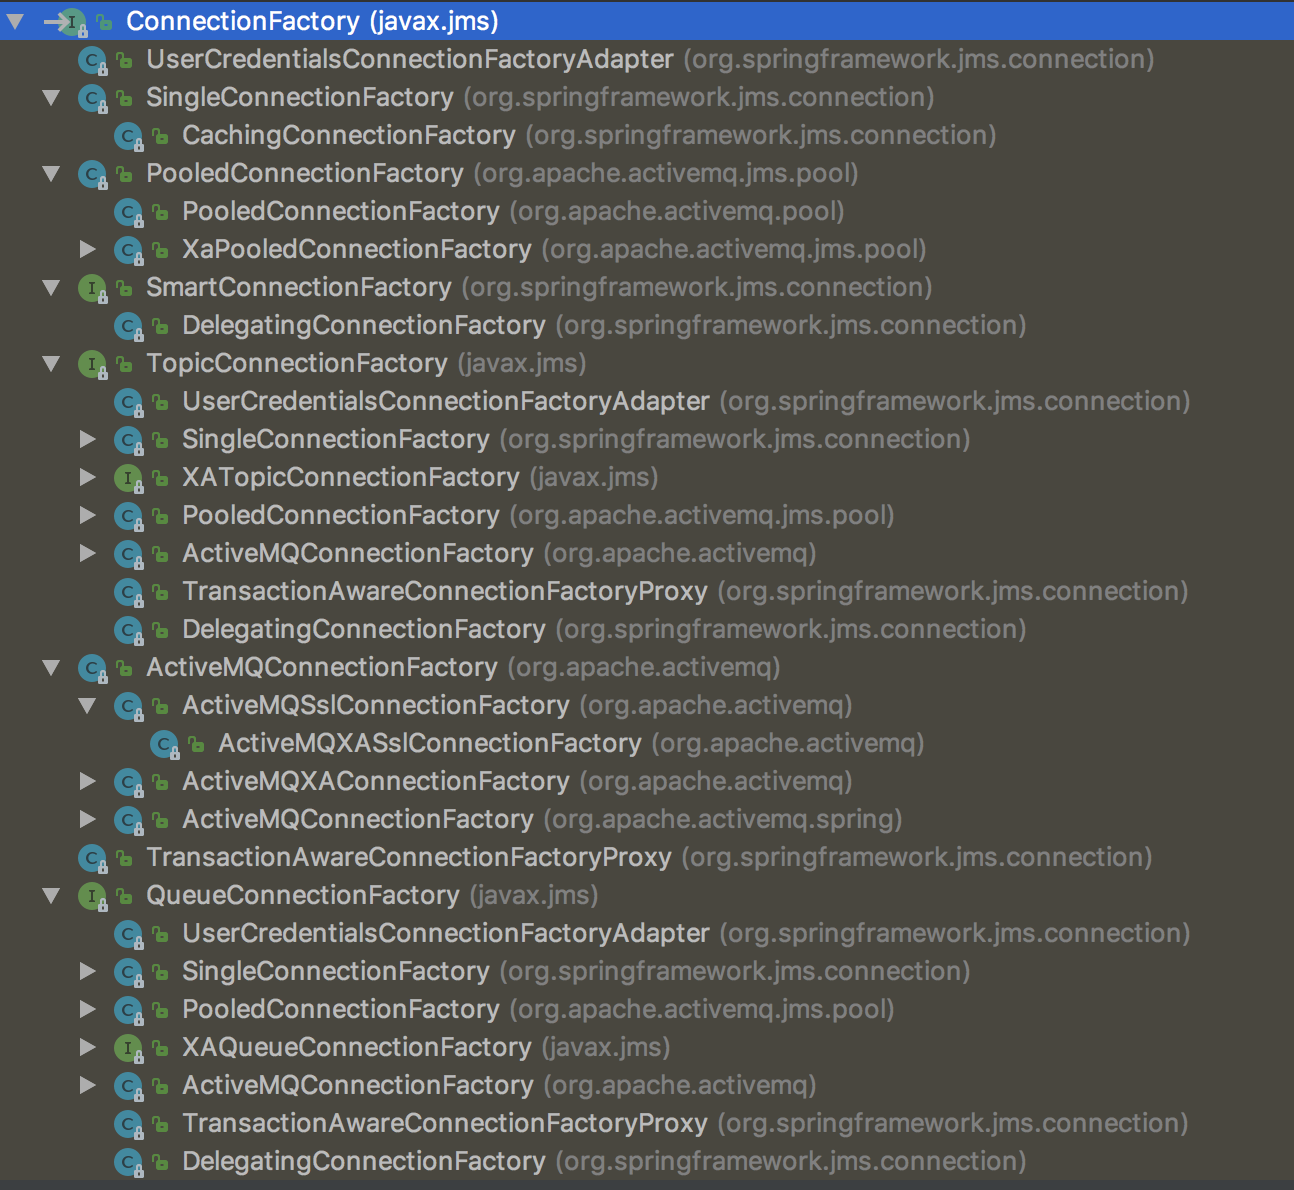 ConnectionFactory (javax.jms)
UserCredentialsConnectionFactoryAdapter (org.springframework.jms.connection)
SingleConnectionFactory (org.springframework.jms.connection)
CachingConnectionFactory (org.springframework.jms.connection)
PooledConnectionFactory (org.apache.activemq.jms.pool)
PooledConnectionFactory (org.apache.activemq.pool)
XaPooledConnectionFactory (org.apache.activemq.jms.pool)
SmartConnectionFactory (org.springframework.jms.connection)
DelegatingConnectionFactory (org.springframework.jms.connection)
TopicConnectionFactory (javax.jms)
UserCredentialsConnectionFactoryAdapter (org.springframework.jms.connection)
SingleConnectionFactory (org.springframework.jms.connection)
XATopicConnectionFactory (javax.jms)
PooledConnectionFactory (org.apache.activemq.jms.pool)
ActiveMQConnectionFactory (org.apache.activemq)
TransactionAwareConnectionFactoryProxy (org.springframework.jms.connection)
DelegatingConnectionFactory (org.springframework.jms.connection)
ActiveMQConnectionFactory (org.apache.activemq)
ActiveMQSslConnectionFactory (org.apache.activemq)
ActiveMQXASslConnectionFactory (org.apache.activemq)
ActiveMQXAConnectionFactory (org.apache.activemq)
ActiveMQConnectionFactory (org.apache.activemq.spring)
TransactionAwareConnectionFactoryProxy (org.springframework.jms.connection)
QueueConnectionFactory (javax.jms)
UserCredentialsConnectionFactoryAdapter (org.springframework.jms.connection)
SingleConnectionFactory (org.springframework.jms.connection)
PooledConnectionFactory (org.apache.activemq.jms.pool)
XAQueueConnectionFactory (javax.jms)
ActiveMQConnectionFactory (org.apache.activemq)
TransactionAwareConnectionFactoryProxy (org.springframework.jms.connection)
DelegatingConnectionFactory (org.springframework.jms.connection)